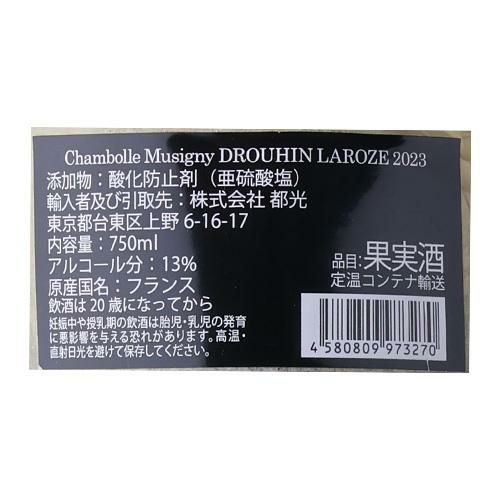 Chambolle Musigny DROUHIN LAROZE 2023
添加物：酸化防止剤（亜硫酸塩）
輸入者及び引取先：株式会社 都光
東京都台東区上野 6-16-17
内容量：750ml
アルコール分：13%
原産国名：フランス
飲酒は20歳になってから
妊娠中や授乳期の飲酒は胎児・乳児の発育
に悪影響を与える恐れがあります。高温・
直射日光を避けて保存してください。
品目：果実酒
定温コンテナ輸送
4 580809 973270